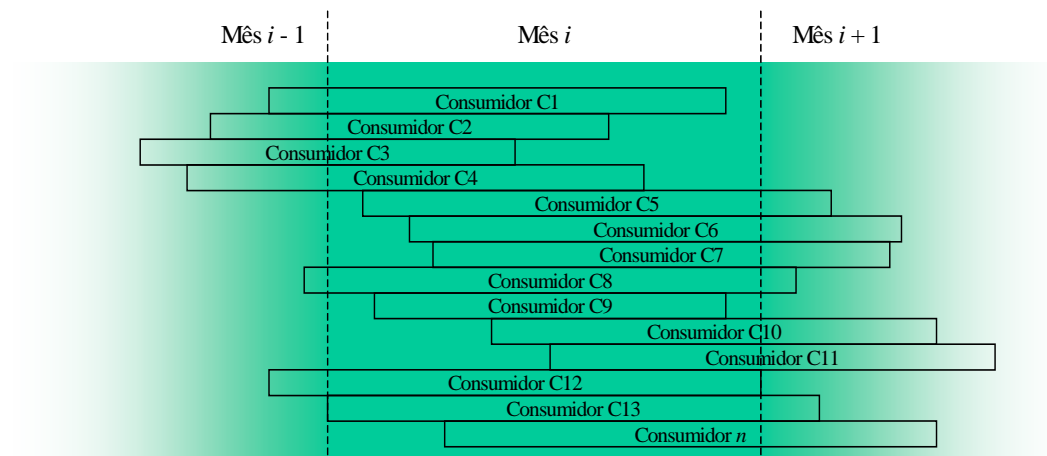 Mês i - 1
Mês i
Mês i + 1
Consumidor C1
Consumidor C2
Consumidor C3
Consumidor C4
Consumidor C5
Consumidor C6
Consumidor C7
Consumidor C8
Consumidor C9
Consumidor C10
Consumidor C11
Consumidor C12
Consumidor C13
Consumidor n